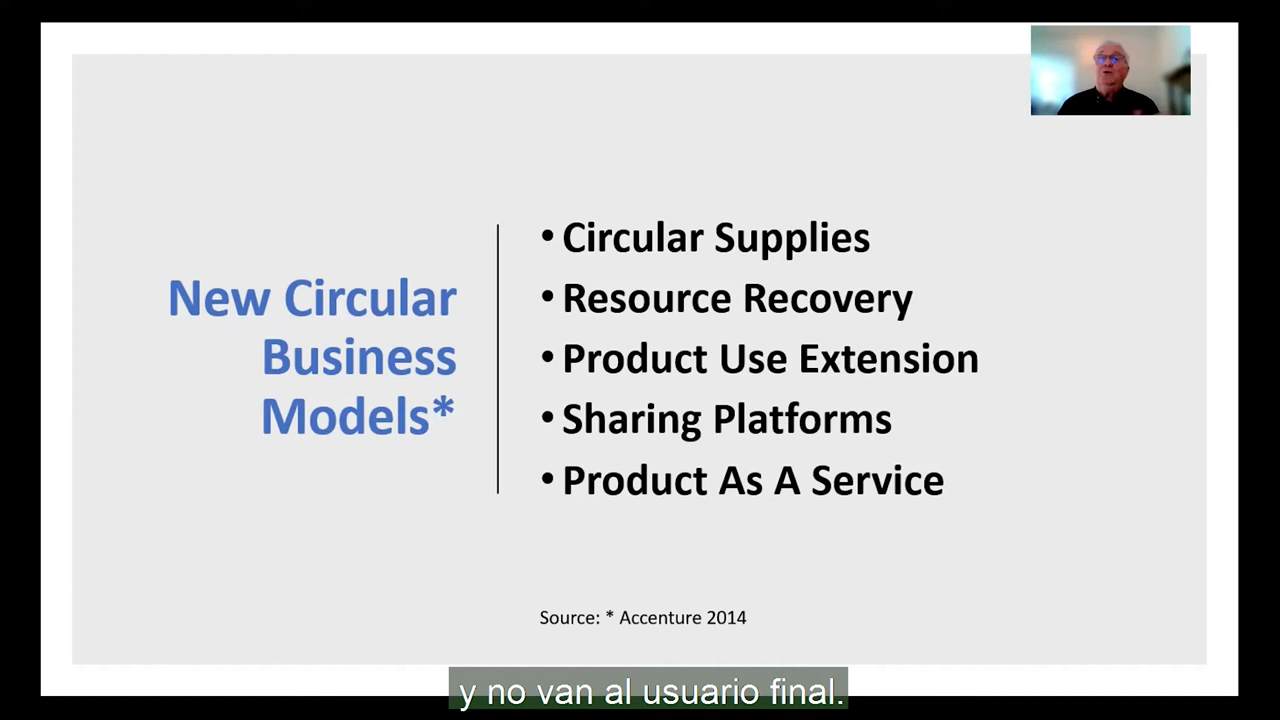 New Circular
Business
Models*
• Circular Supplies
• Resource Recovery
• Product Use Extension
• Sharing Platforms
• Product As A Service
Source: * Accenture 2014
y no van al usuario final.